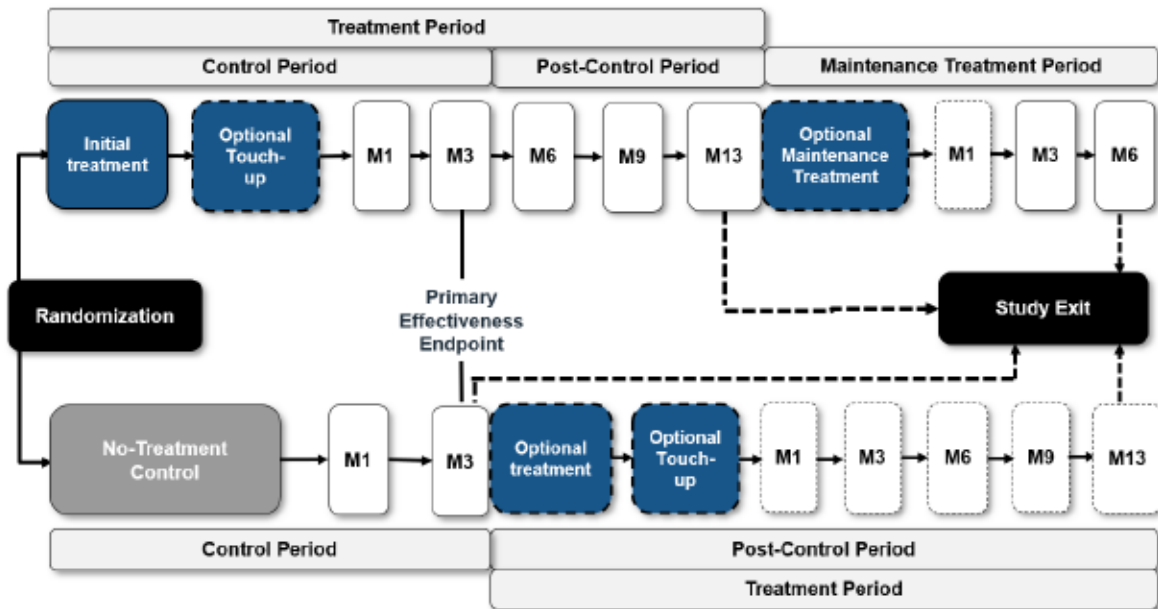 Treatment Period
Control Period
Post-Control Period
Maintenance Treatment Period
Initial
treatment
Optional
Touch-
up
M1
M3
M6
M9
M13
Optional
Maintenance
Treatment
M1
M3
M6
Randomization
Primary
Effectiveness
Endpoint
Study Exit
No-Treatment
Control
M1
M3
Optional
treatment
Optional
Touch-
up
M1
M3
M6
M9
M13
Control Period
Post-Control Period
Treatment Period